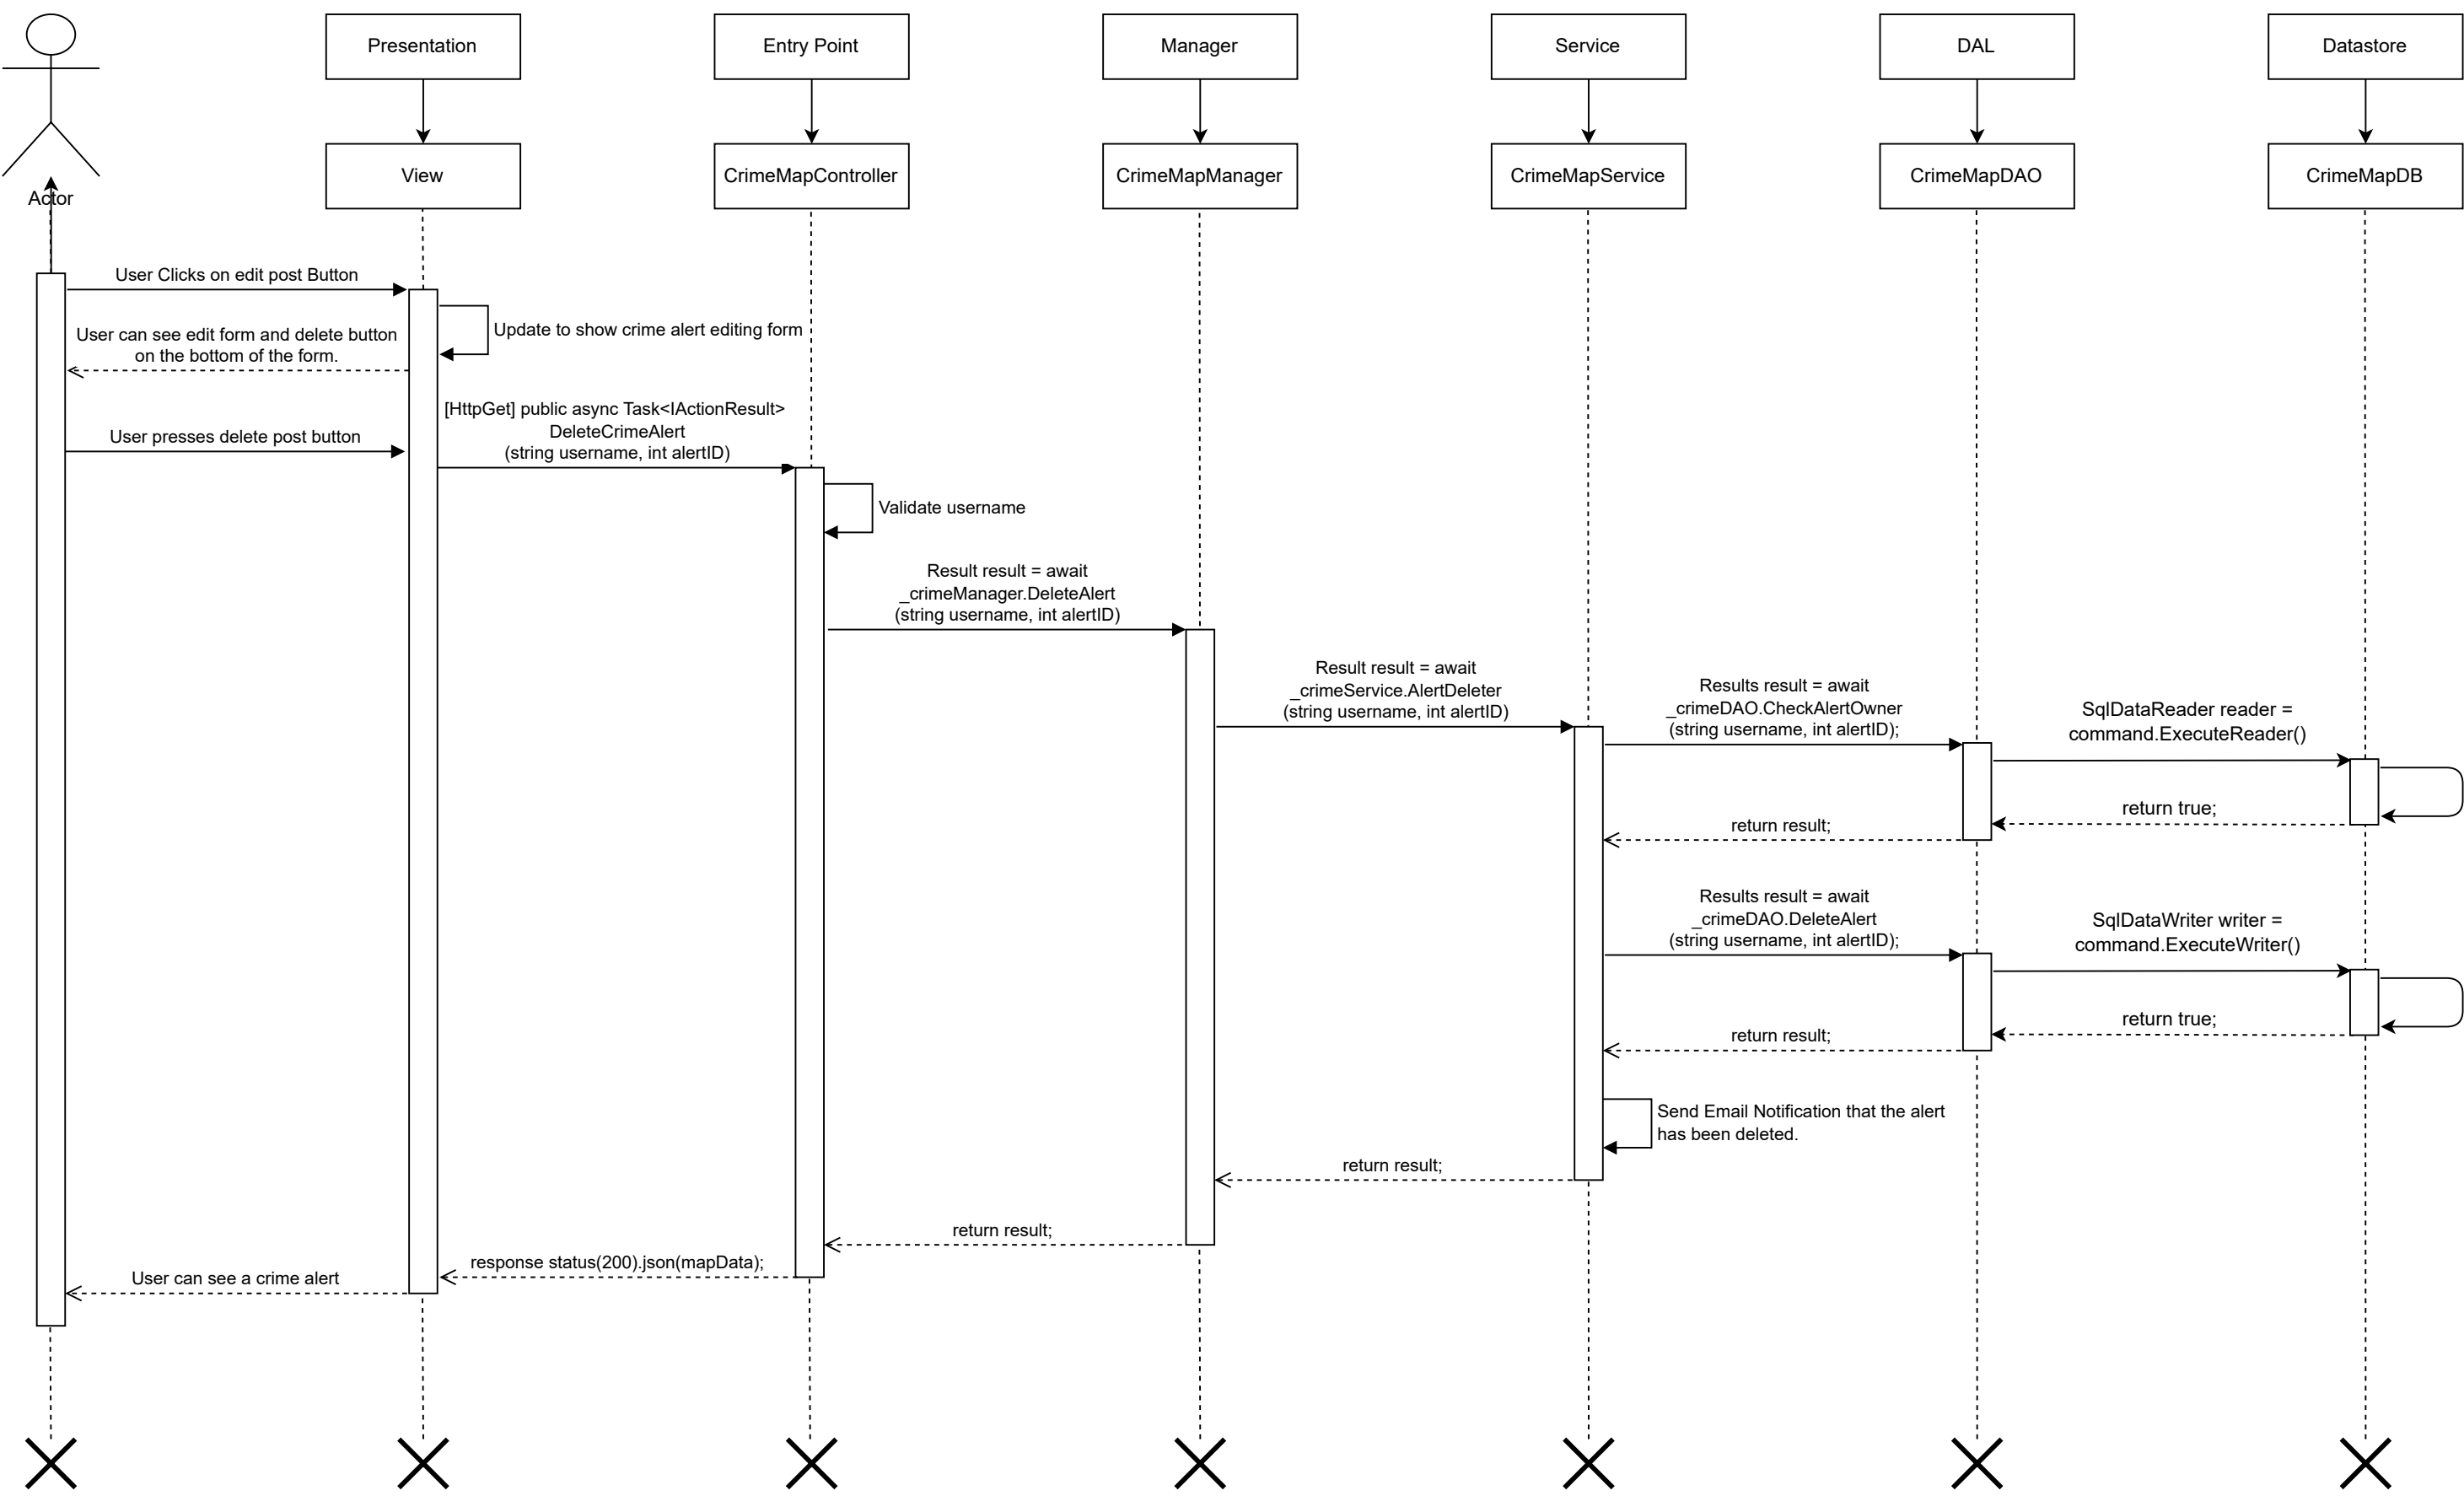 Presentation
Entry Point
Manager
Service
DAL
Datastore
View
CrimeMapController
CrimeMapManager
CrimeMapService
CrimeMapDAO
CrimeMapDB
Actor
User Clicks on edit post Button
Update to show crime alert editing form
User can see edit form and delete button
on the bottom of the form.
[HttpGet] public async Task<IActionResult>
DeleteCrimeAlert
(string username, int alertID)
User presses delete post button
Validate username
Result result = await
_crimeManager.DeleteAlert
(string username, int alertID)
Result result = await
_crimeService.AlertDeleter
(string username, int alertID)
Results result = await
_crimeDAO.CheckAlertOwner
(string username, int alertID);
SqlDataReader reader =
command.ExecuteReader()
return true;
return result;
Results result = await
_crimeDAO.DeleteAlert
(string username, int alertID);
SqlDataWriter writer =
command.ExecuteWriter()
return true;
return result;
Send Email Notification that the alert
has been deleted.
return result;
return result;
response status(200).json(mapData);
User can see a crime alert